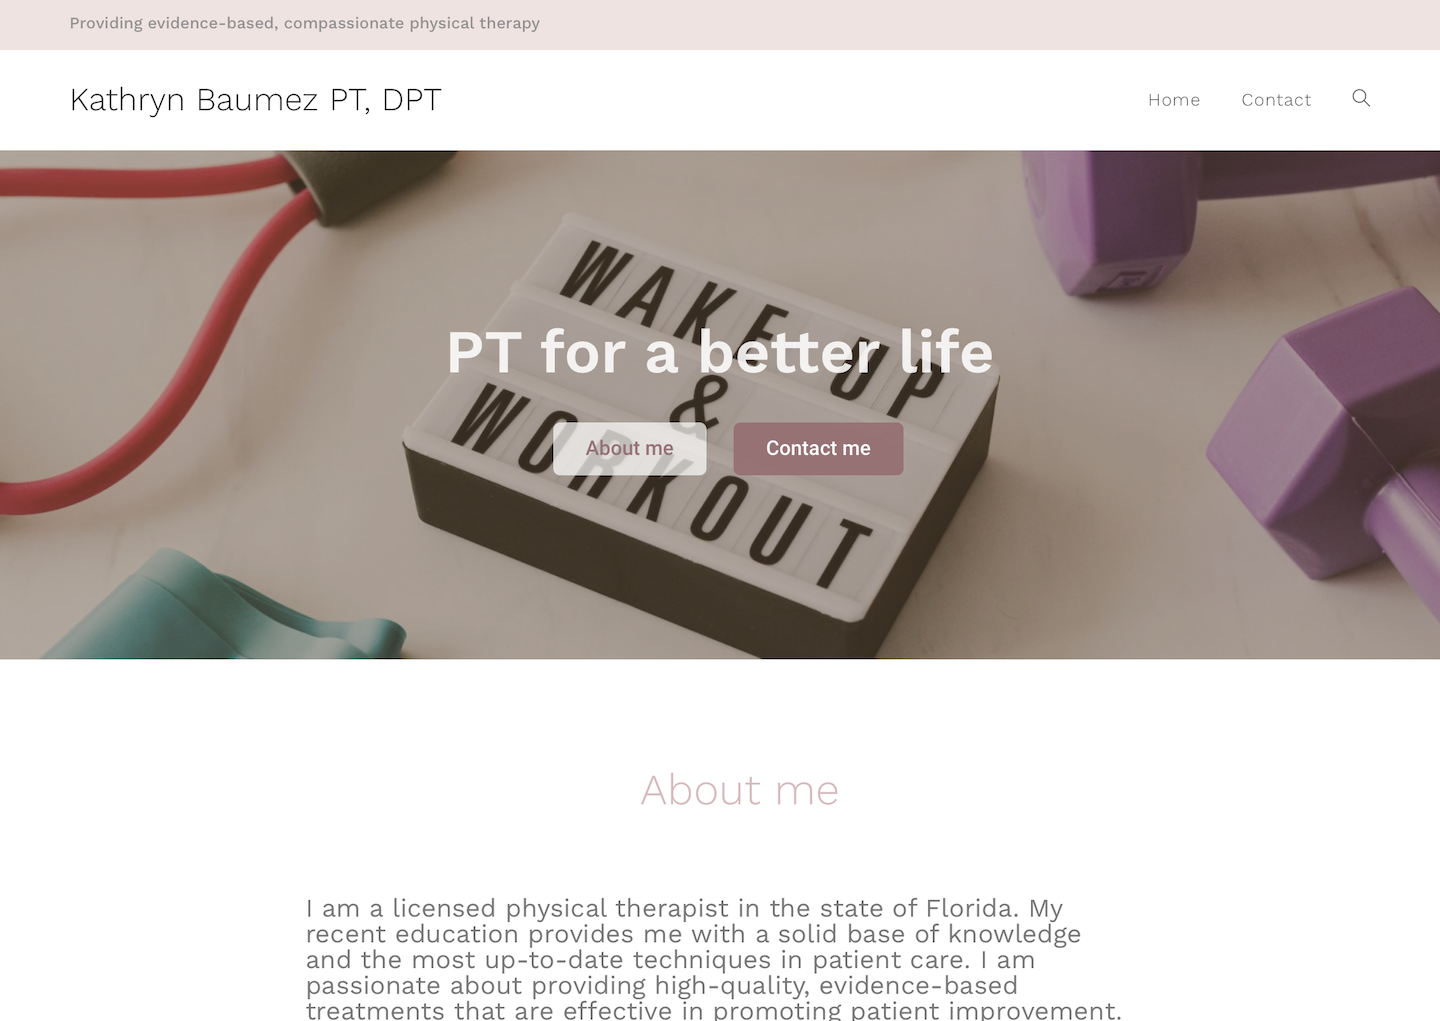 Providing evidence-based, compassionate physical therapy
Kathryn Baumez PT, DPT
Home
Contact
WAKE UP
&
WORKOUT
PT for a better life
About me
Contact me
About me
I am a licensed physical therapist in the state of Florida. My
recent education provides me with a solid base of knowledge
and the most up-to-date techniques in patient care. I am
passionate about providing high-quality, evidence-based
treatments that are effective in promoting patient improvement.